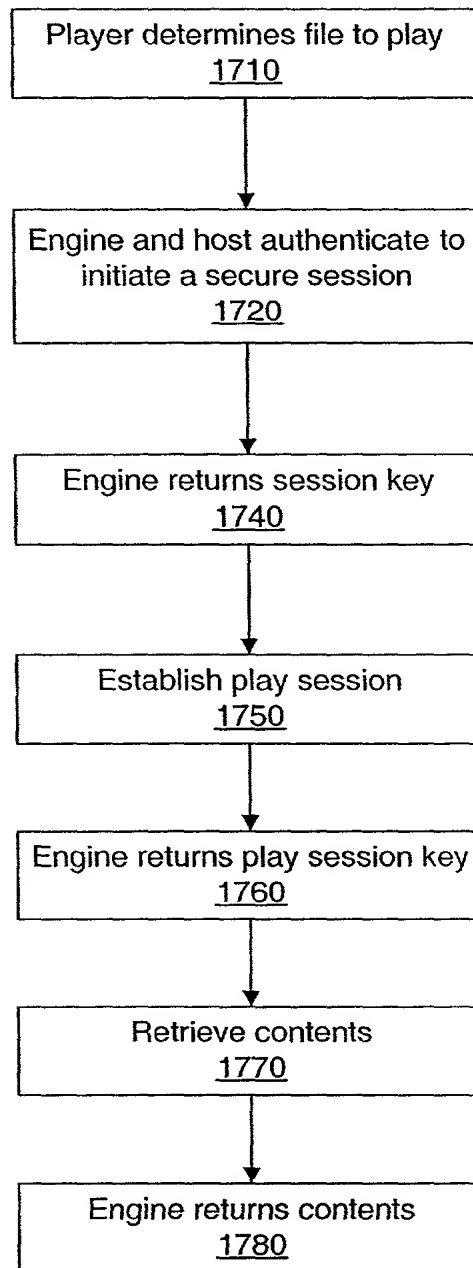 Player determines file to play
1710
Engine and host authenticate to
initiate a secure session
1720
Engine returns session key
1740
Establish play session
1750
Engine returns play session key
1760
Retrieve contents
1770
Engine returns contents
1780